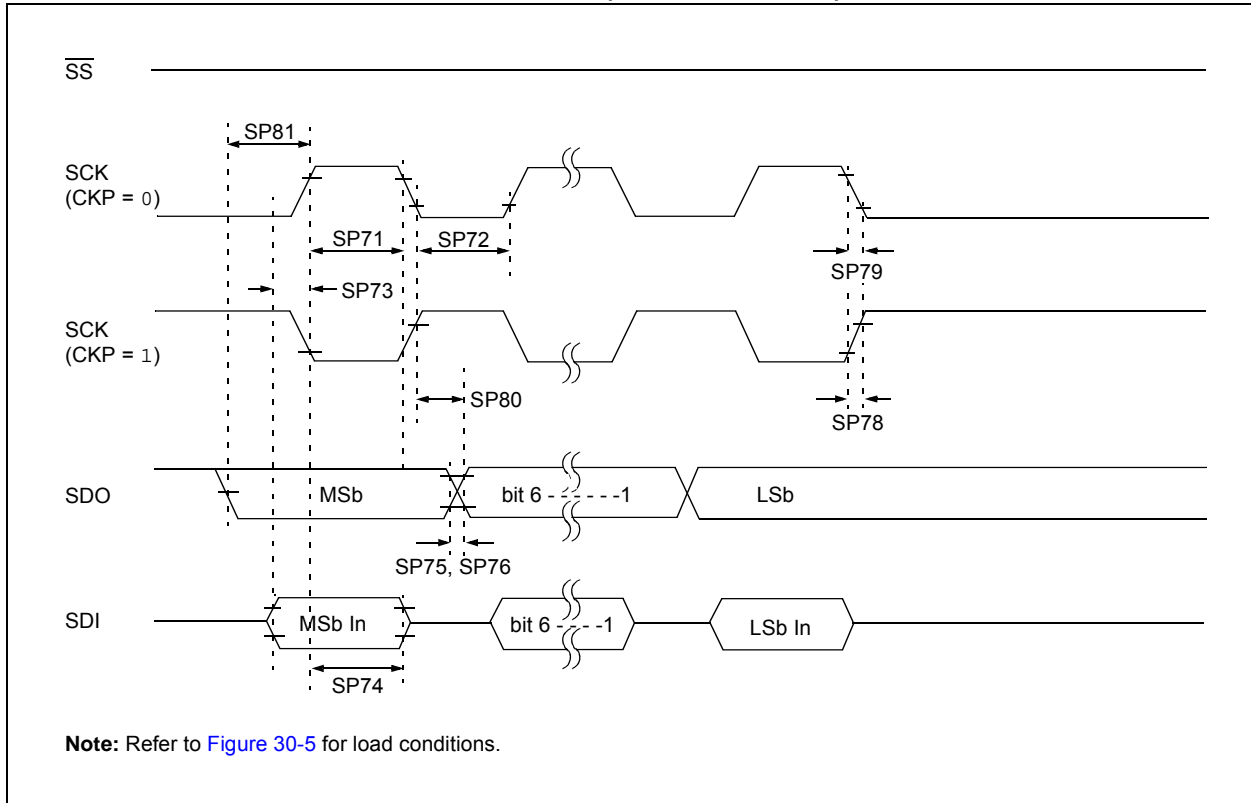 SS
SP81
SCK
(CKP = 0)
SP71
SP72
SP79
SP73
SCK
(CKP = 1)
SP80
SP78
SDO
MSb
bit 6 - - - - - -1
LSb
SP75, SP76
SDI
MSb In
bit 6 - - - -1
LSb In
SP74
Note: Refer to Figure 30-5 for load conditions.